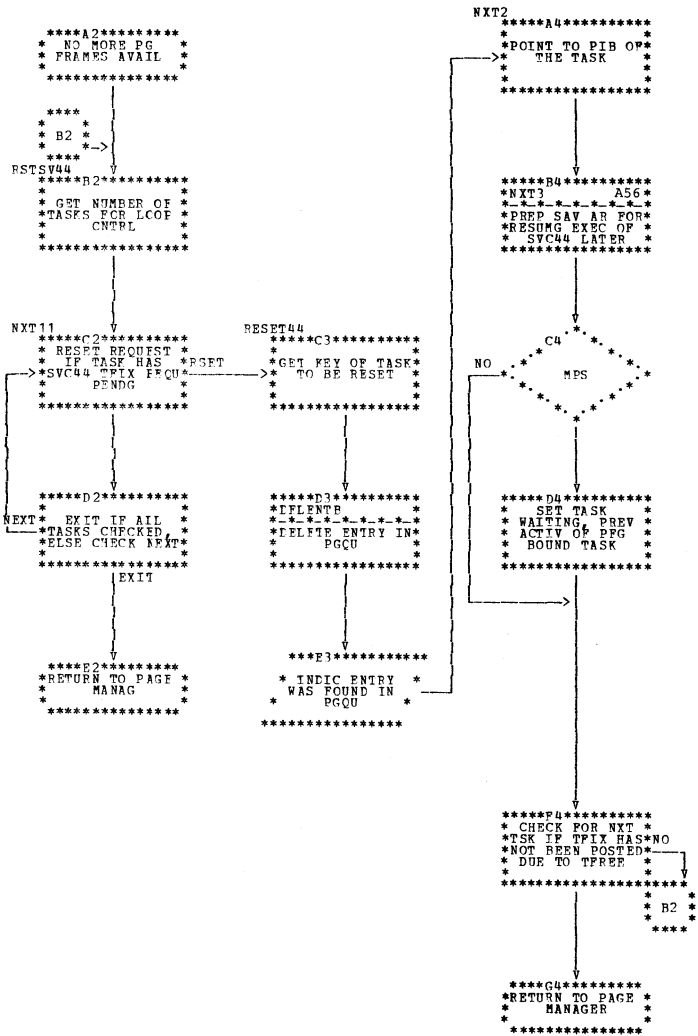 A2
NO MORE PG
FRAMES AVAIL
B2
RSTSV44
B2
GET NUMBER OF
TASKS FOR LCOP
CNTRL
NXT11
C2
RESET REQUEST
IF TASK HAS
SVC44 TFIX REQU
PENDG
RSET
NEXT
D2
EXIT IF AIL
TASKS CHECKED,
ELSE CHECK NEXT
EXIT
E2
RETURN TO PAGE
MANAG
RESET44
C3
GET KEY OF TASK
TO BE RESET
D3
DFLENTB
DELETE ENTRY IN
PGQU
E3
INDIC ENTRY
WAS FOUND IN
PGQU
NXT2
A4
POINT TO PIB OF
THE TASK
B4
NXT3 A56
PREP SAV AR FOR
RESUMG EXEC OF
SVC44 LATER
C4
MPS
NO
D4
SET TASK
WAITING, PREV
ACTIV OF PFG
BOUND TASK
F4
CHECK FOR NXT
TSK IF TFIX HAS
NOT BEEN POSTED
DUE TO TFREE
NO
B2
G4
RETURN TO PAGE
MANAGER